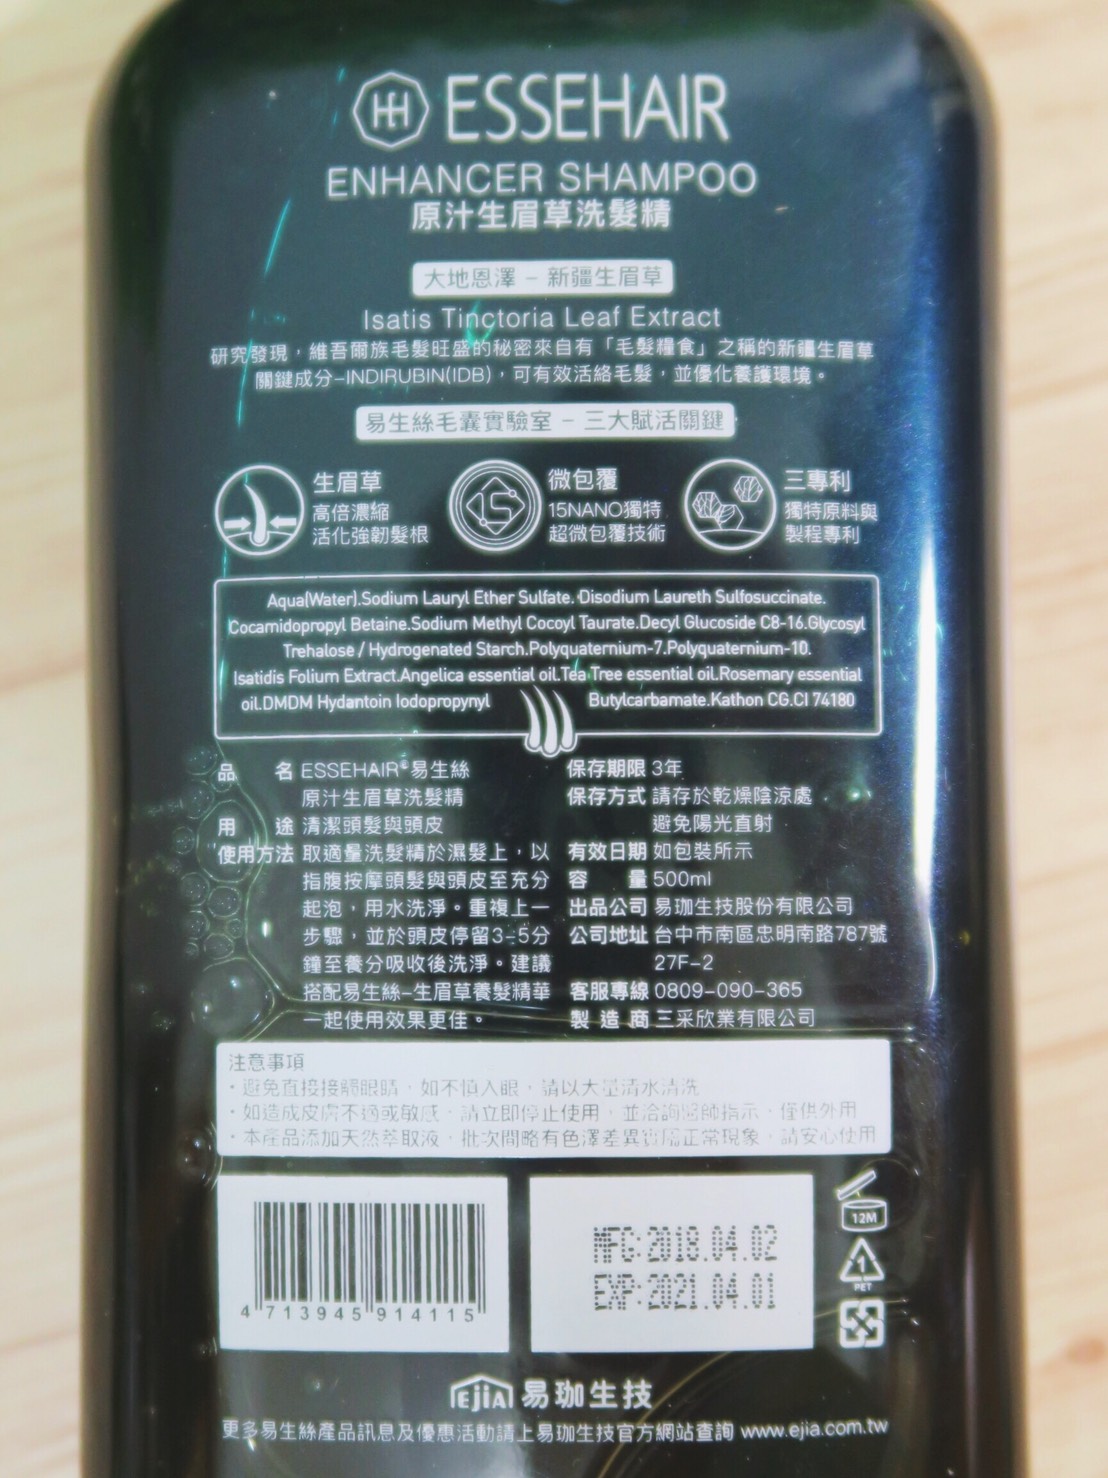 ESSEHAIR
ENHANCER SHAMPOO
原汁生眉草洗髮精
大地恩澤 - 新疆生眉草
Isatis Tinctoria Leaf Extract
研究發現，維吾爾族毛髮旺盛的秘密來自有「毛髮糧食」之稱的新疆生眉草
關鍵成分-INDIRUBIN(IDB)，可有效活絡毛髮，並優化養護環境。
易生絲毛囊實驗室 - 三大賦活關鍵
生眉草
高倍濃縮
活化強韌髮根
15
微包覆
15NANO獨特
超微包覆技術
三專利
獨特原料與
製程專利
Aqua(Water).Sodium Lauryl Ether Sulfate. Disodium Laureth Sulfosuccinate.
Cocamidopropyl Betaine.Sodium Methyl Cocoyl Taurate.Decyl Glucoside C8-16.Glycosyl
Trehalose / Hydrogenated Starch.Polyquaternium-7.Polyquaternium-10.
Isatidis Folium Extract.Angelica essential oil.Tea Tree essential oil.Rosemary essential
oil.DMDM Hydantoin Iodopropynyl Butylcarbamate.Kathon CG.CI 74180
品 名 ESSEHAIR®易生絲
原汁生眉草洗髮精
用 途 清潔頭髮與頭皮
使用方法 取適量洗髮精於濕髮上，以
指腹按摩頭髮與頭皮至充分
起泡，用水洗淨。重複上一
步驟，並於頭皮停留3-5分
鐘至養分吸收後洗淨。建議
搭配易生絲-生眉草養髮精華
一起使用效果更佳。
保存期限 3年
保存方式 請存於乾燥陰涼處
避免陽光直射
有效日期 如包裝所示
容 量 500ml
出品公司 易珈生技股份有限公司
公司地址 台中市南區忠明南路787號
27F-2
客服專線 0809-090-365
製 造 商 三采欣業有限公司
注意事項
・避免直接接觸眼睛，如不慎入眼，請以大量清水清洗
・如造成皮膚不適或敏感，請立即停止使用，並洽詢醫師指示，僅供外用
・本產品添加天然萃取液，批次間略有色澤差異實屬正常現象，請安心使用
4 713945 914115
MFG:2018.04.02
EXP:2021.04.01
12M
1
PET
EJIA 易珈生技
更多易生絲產品訊息及優惠活動請上易珈生技官方網站查詢 www.ejia.com.tw